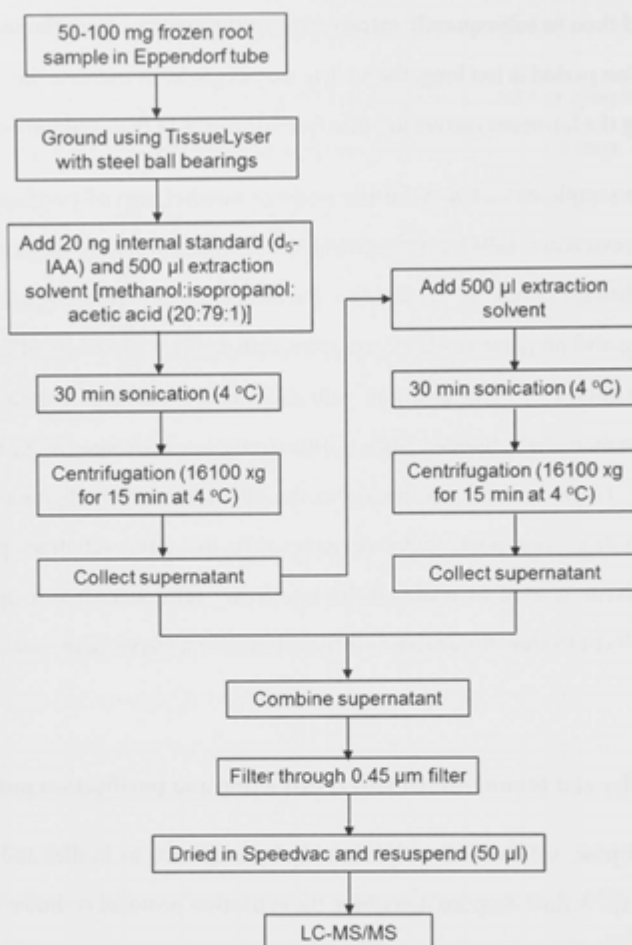 50-100 mg frozen root
sample in Eppendorf tube
Ground using TissueLyser
with steel ball bearings
Add 20 ng internal standard (d₅-
IAA) and 500 µl extraction
solvent [methanol:isopropanol:
acetic acid (20:79:1)]
30 min sonication (4 ºC)
Centrifugation (16100 xg
for 15 min at 4 ºC)
Collect supernatant
Add 500 µl extraction
solvent
30 min sonication (4 ºC)
Centrifugation (16100 xg
for 15 min at 4 ºC)
Collect supernatant
Combine supernatant
Filter through 0.45 µm filter
Dried in Speedvac and resuspend (50 µl)
LC-MS/MS